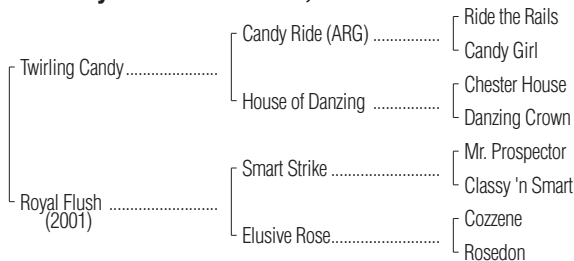 Ride the Rails
Candy Ride (ARG) ................
Candy Girl
Twirling Candy......................
Chester House
House of Danzing ................
Danzing Crown
Mr. Prospector
Smart Strike ..........................
Classy 'n Smart
Royal Flush ..........................
(2001)
Cozzene
Elusive Rose..........................
Rosedon